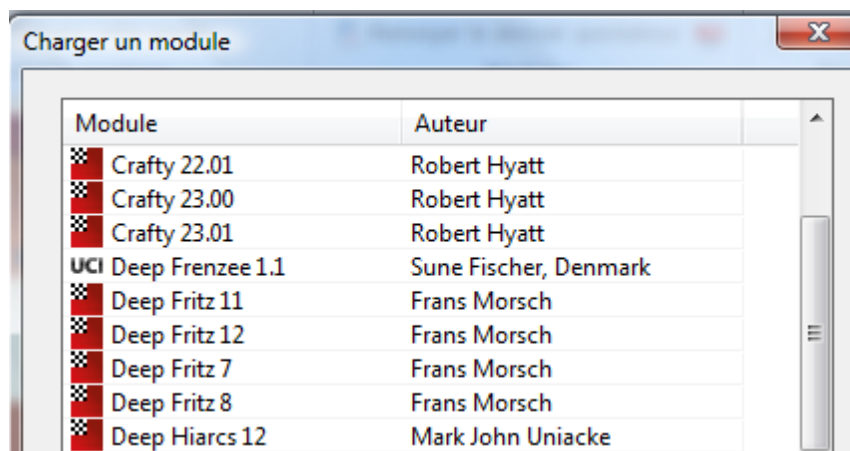 Charger un module
Module Auteur
Crafty 22.01 Robert Hyatt
Crafty 23.00 Robert Hyatt
Crafty 23.01 Robert Hyatt
UCI Deep Frenzee 1.1 Sune Fischer, Denmark
Deep Fritz 11 Frans Morsch
Deep Fritz 12 Frans Morsch
Deep Fritz 7 Frans Morsch
Deep Fritz 8 Frans Morsch
Deep Hiarcs 12 Mark John Uniacke